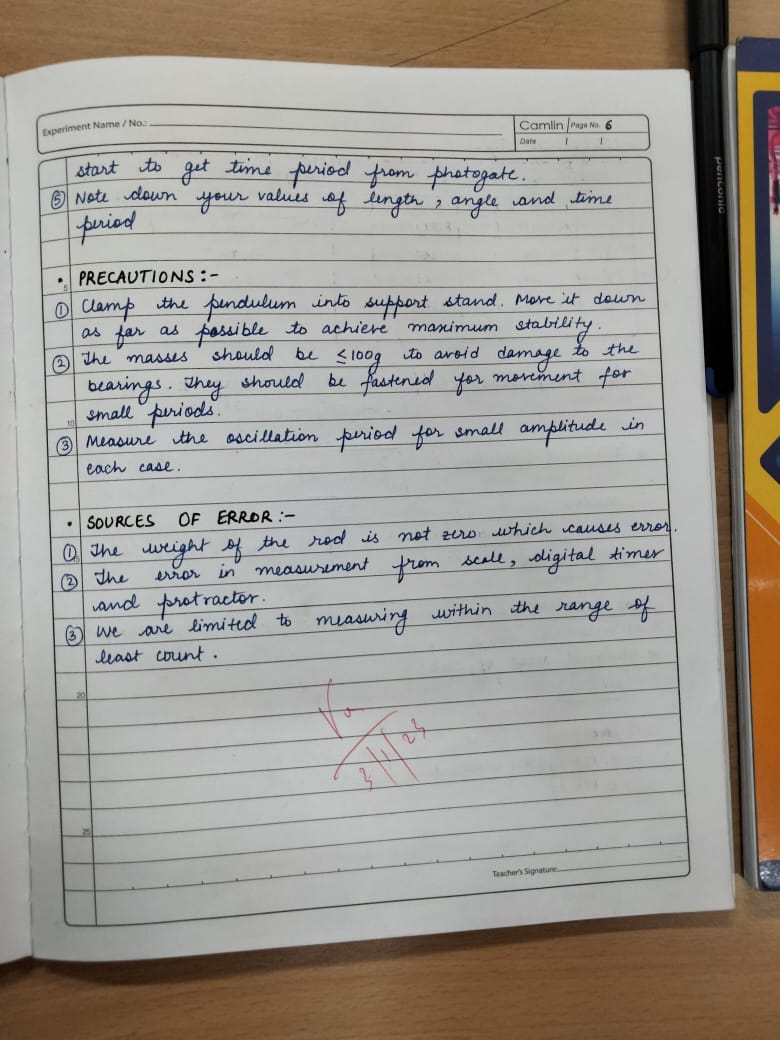 Experiment Name / No.:
Camlin Page No. 6
Date / /
start to get time period from photogate.
⑤ Note down your values of length, angle and time
period
• PRECAUTIONS :-
5
① Clamp the pendulum into support stand. Move it down
as far as possible to achieve maximum stability.
② The masses should be ≤100g to avoid damage to the
bearings. They should be fastened for movement for
small periods.
10
③ Measure the oscillation period for small amplitude in
each case.
• SOURCES OF ERROR :-
① The weight of the rod is not zero which causes error.
15
② The error in measurement from scale, digital timer
and protractor.
③ We are limited to measuring within the range of
least count.
20
3/1/23
25
Teacher's Signature:
penconic